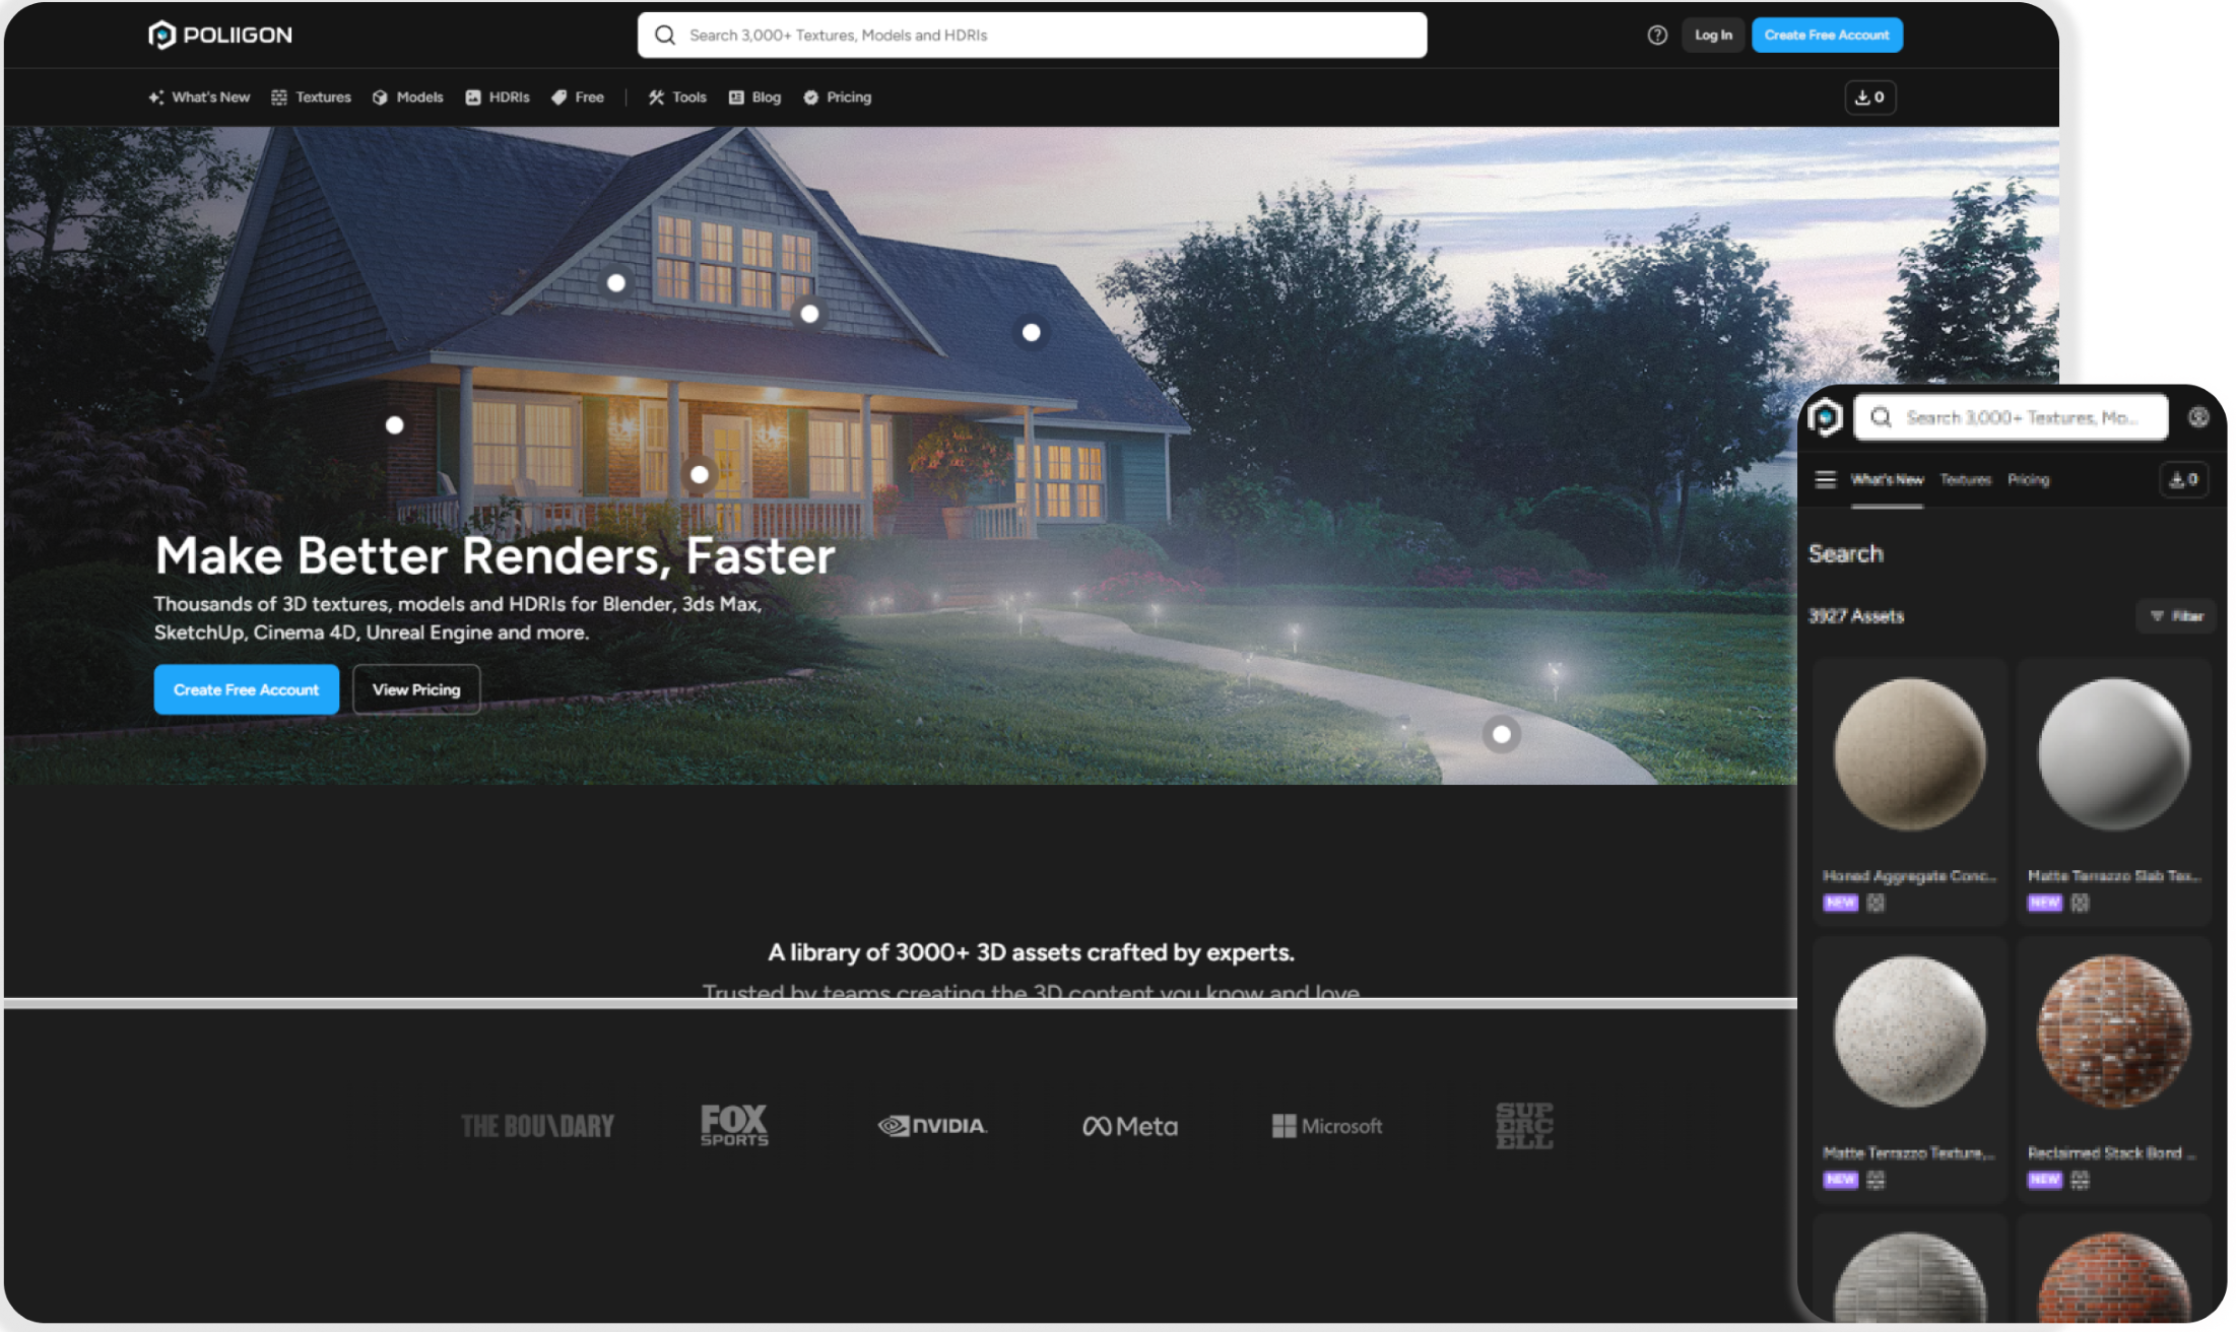 POLIIGON
Search 3,000+ Textures, Models and HDRIs
Log In
Create Free Account
What's New
Textures
Models
HDRIs
Free
Tools
Blog
Pricing
0
Make Better Renders, Faster
Thousands of 3D textures, models and HDRIs for Blender, 3ds Max,
SketchUp, Cinema 4D, Unreal Engine and more.
Create Free Account
View Pricing
A library of 3000+ 3D assets crafted by experts.
Trusted by teams creating the 3D content you know and love
THE BOU\DARY
FOX
SPORTS
NVIDIA.
Meta
Microsoft
SUP
ERC
ELL
Search 3,000+ Textures, Mo...
What's New
Textures
Pricing
0
Search
3927 Assets
Filter
Honed Aggregate Conc...
NEW
Matte Terrazzo Slab Tex...
NEW
Matte Terrazzo Texture,...
NEW
Reclaimed Stack Bond ...
NEW